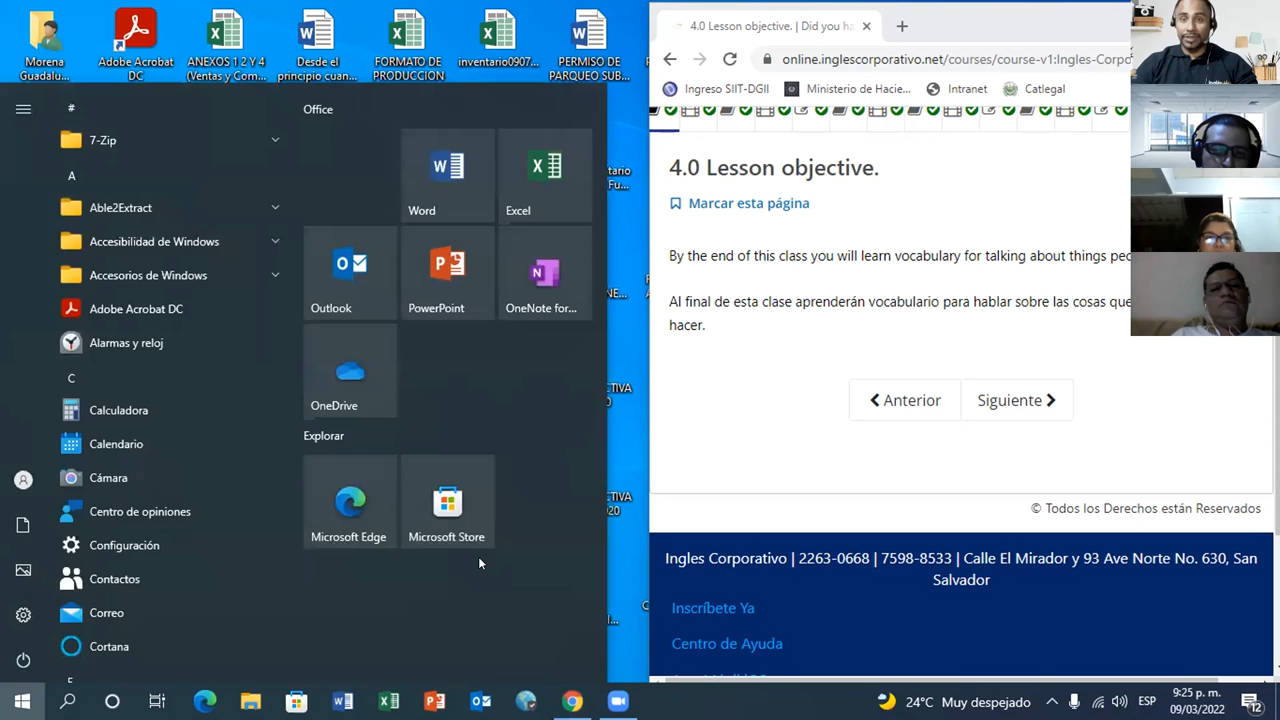 Morena
Guadalu...
Adobe Acrobat
DC
ANEXOS 1 2 Y 4
(Ventas y Com...
Desde el
principio cuan...
FORMATO DE
PRODUCCION
inventario0907...
PERMISO DE
PARQUEO SUB...
#
7-Zip
A
Able2Extract
Accesibilidad de Windows
Accesorios de Windows
Adobe Acrobat DC
Alarmas y reloj
C
Calculadora
Calendario
Cámara
Centro de opiniones
Configuración
Contactos
Correo
Cortana
Office
Word
Excel
Outlook
PowerPoint
OneNote for...
OneDrive
Explorar
Microsoft Edge
Microsoft Store
4.0 Lesson objective. | Did you ha
online.inglescorporativo.net/courses/course-v1:Ingles-Corpo
Ingreso SIIT-DGII
Ministerio de Hacie...
Intranet
Catlegal
4.0 Lesson objective.
Marcar esta página
By the end of this class you will learn vocabulary for talking about things
Al final de esta clase aprenderán vocabulario para hablar sobre las cosas que
hacer.
Anterior
Siguiente
© Todos los Derechos están Reservados
Ingles Corporativo | 2263-0668 | 7598-8533 | Calle El Mirador y 93 Ave Norte No. 630, San
Salvador
Inscríbete Ya
Centro de Ayuda
ESP
24°C Muy despejado
9:25 p. m.
09/03/2022
12